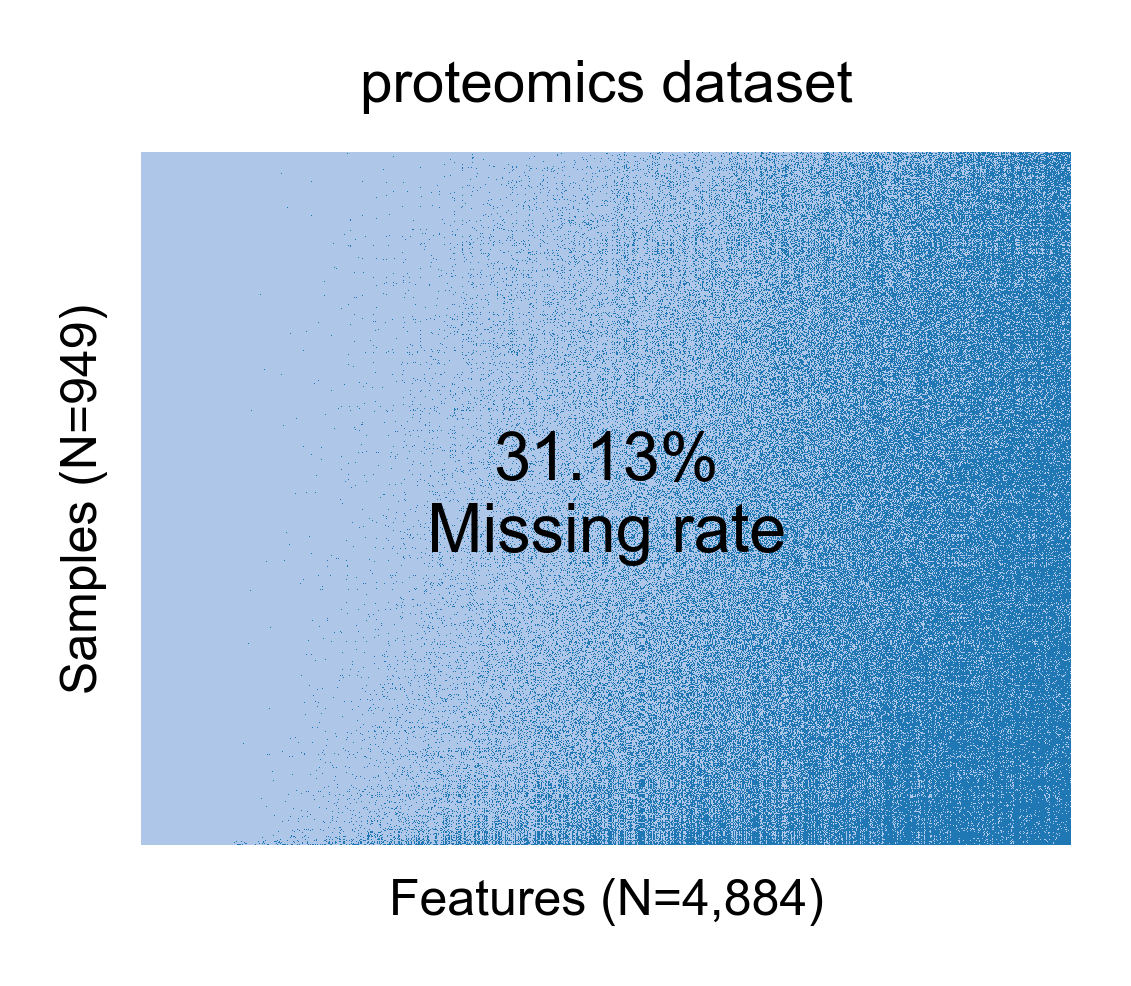 proteomics dataset
Samples (N=949)
31.13%
Missing rate
Features (N=4,884)